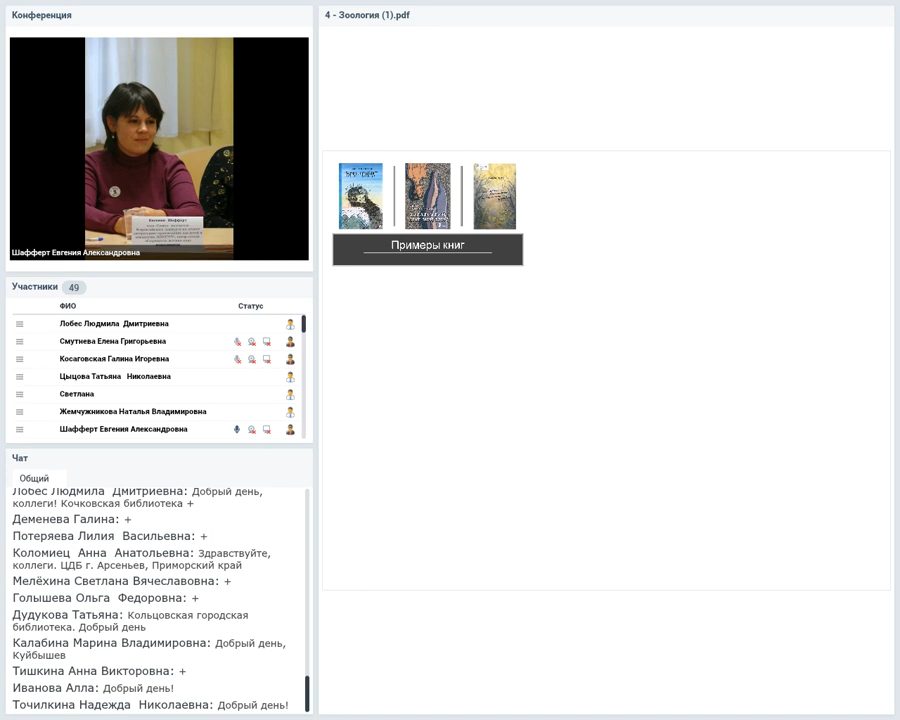 Конференция
Шафферт Евгения Александровна
Участники 49
ФИО Статус
Лобес Людмила Дмитриевна
Смутнева Елена Григорьевна
Косаговская Галина Игоревна
Цыцова Татьяна Николаевна
Светлана
Жемчужникова Наталья Владимировна
Шафферт Евгения Александровна
Чат
Общий
Лобес Людмила Дмитриевна: Добрый день,
коллеги! Кочковская библиотека +
Деменева Галина: +
Потеряева Лилия Васильевна: +
Коломиец Анна Анатольевна: Здравствуйте,
коллеги. ЦДБ г. Арсеньев, Приморский край
Мелёхина Светлана Вячеславовна: +
Голышева Ольга Федоровна: +
Дудукова Татьяна: Кольцовская городская
библиотека. Добрый день
Калабина Марина Владимировна: Добрый день,
Куйбышев
Тишкина Анна Викторовна: +
Иванова Алла: Добрый день!
Точилкина Надежда Николаевна: Добрый день!
4 - Зоология (1).pdf
Примеры книг